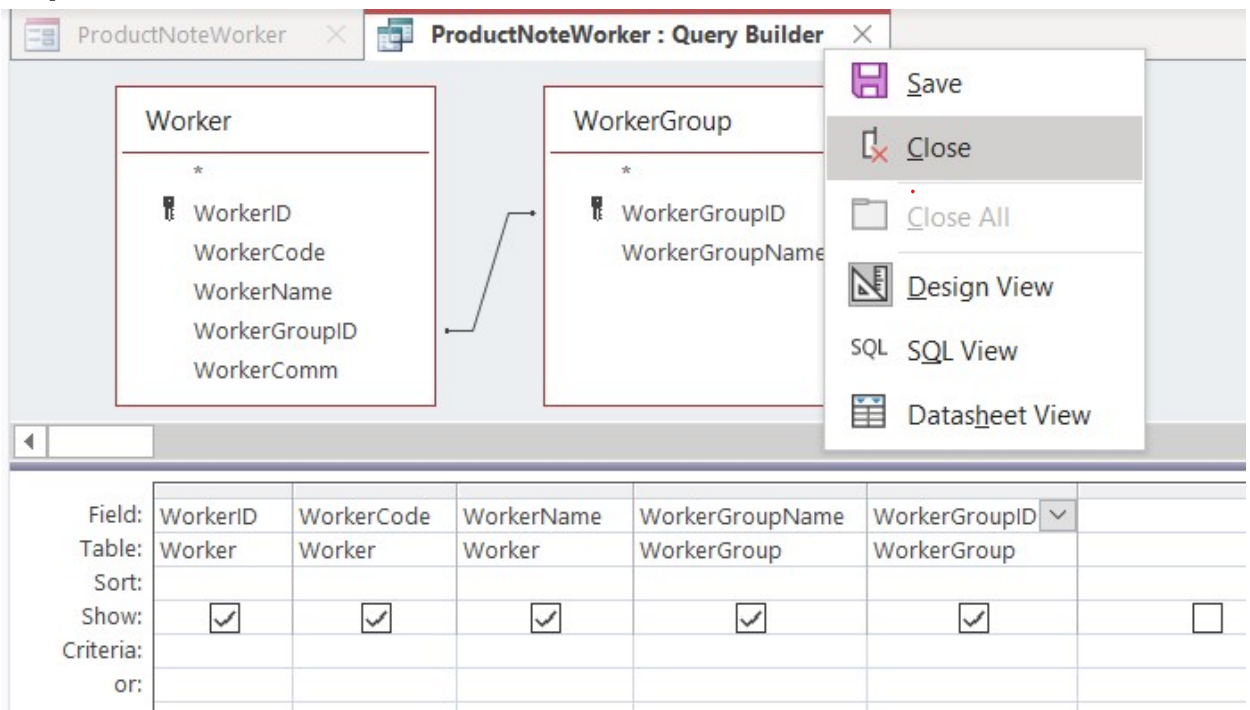 ProductNoteWorker
ProductNoteWorker : Query Builder
Save
Close
Close All
Design View
SQL SQL View
Datasheet View
Worker
*
WorkerID
WorkerCode
WorkerName
WorkerGroupID
WorkerComm
WorkerGroup
*
WorkerGroupID
WorkerGroupName
Field: WorkerID WorkerCode WorkerName WorkerGroupName WorkerGroupID
Table: Worker Worker Worker WorkerGroup WorkerGroup
Sort:
Show:
Criteria:
or: